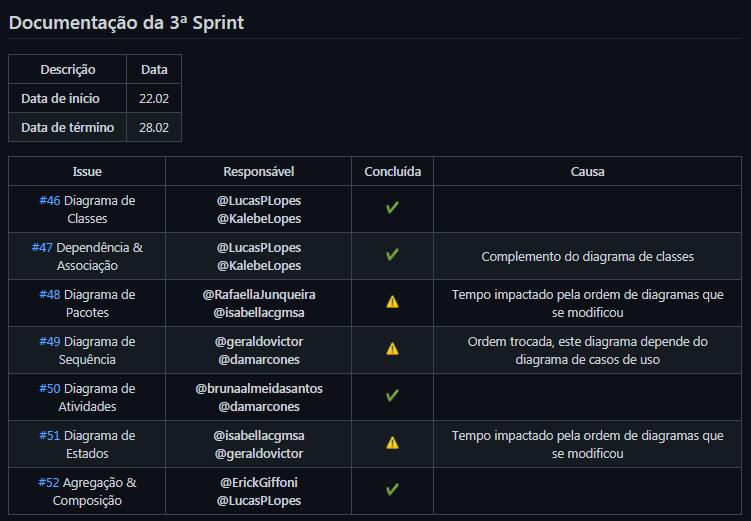 Documentação da 3ª Sprint
Descrição Data
Data de início 22.02
Data de término 28.02
Issue Responsável Concluída Causa
#46 Diagrama de
Classes
@LucasPLopes
@KalebeLopes
✔
#47 Dependência &
Associação
@LucasPLopes
@KalebeLopes
✔
Complemento do diagrama de classes
#48 Diagrama de
Pacotes
@RafaellaJunqueira
@isabellacgmsa
⚠
Tempo impactado pela ordem de diagramas que
se modificou
#49 Diagrama de
Sequência
@geraldovictor
@damarcones
⚠
Ordem trocada, este diagrama depende do
diagrama de casos de uso
#50 Diagrama de
Atividades
@brunaalmeidasantos
@damarcones
✔
#51 Diagrama de
Estados
@isabellacgmsa
@geraldovictor
⚠
Tempo impactado pela ordem de diagramas que
se modificou
#52 Agregação &
Composição
@ErickGiffoni
@LucasPLopes
✔